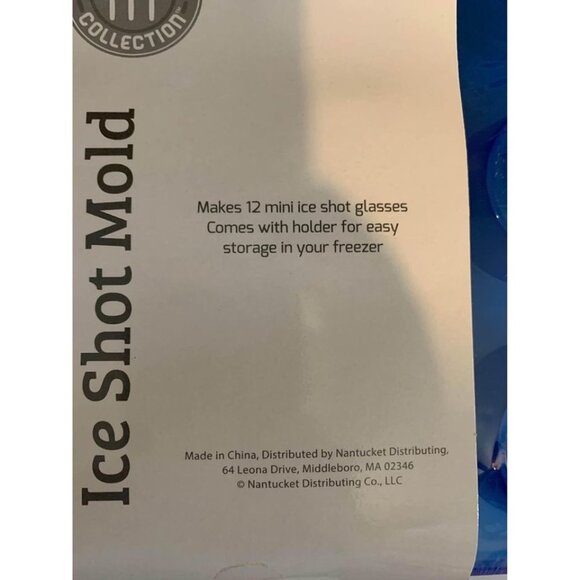 COLLECTION™
Ice Shot Mold
Makes 12 mini ice shot glasses
Comes with holder for easy
storage in your freezer
Made in China, Distributed by Nantucket Distributing,
64 Leona Drive, Middleboro, MA 02346
© Nantucket Distributing Co., LLC